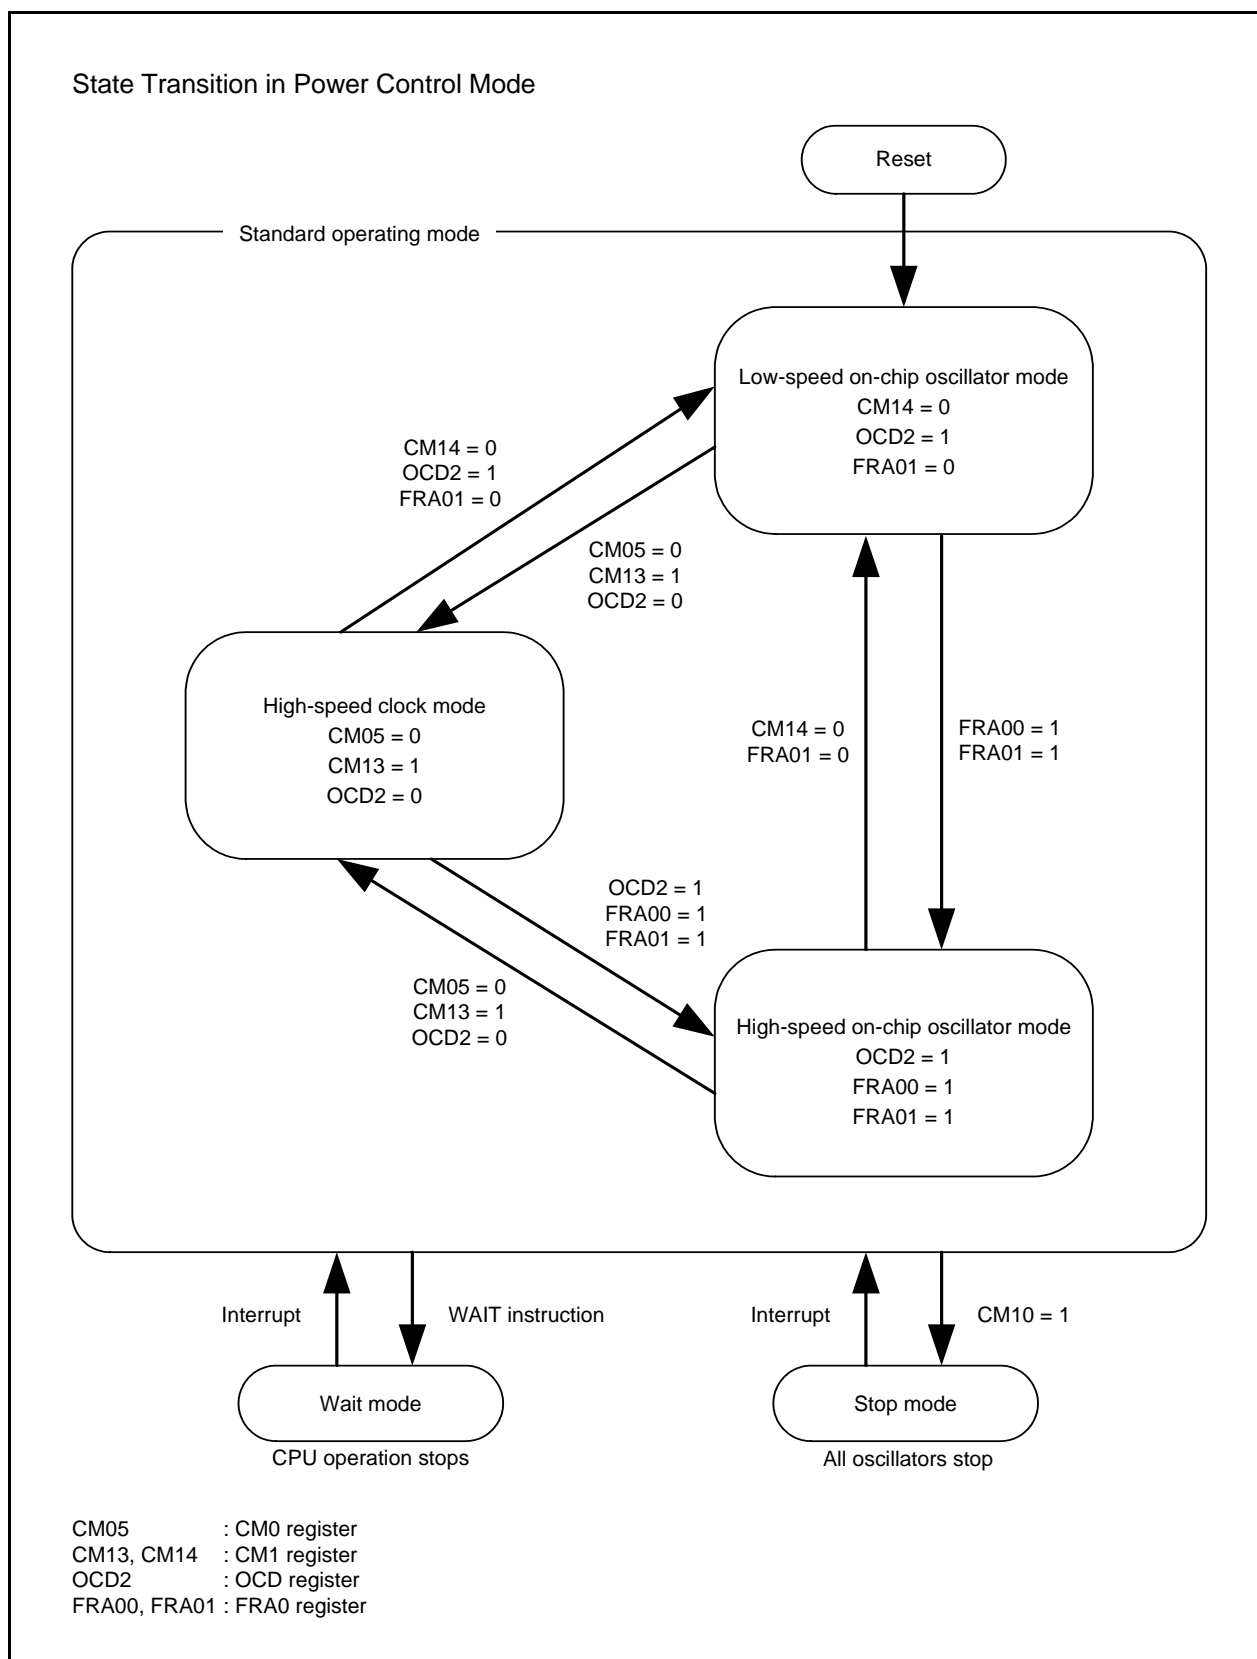 State Transition in Power Control Mode
Reset
Standard operating mode
Low-speed on-chip oscillator mode
CM14 = 0
OCD2 = 1
FRA01 = 0
CM14 = 0
OCD2 = 1
FRA01 = 0
CM05 = 0
CM13 = 1
OCD2 = 0
High-speed clock mode
CM05 = 0
CM13 = 1
OCD2 = 0
CM14 = 0
FRA01 = 0
FRA00 = 1
FRA01 = 1
OCD2 = 1
FRA00 = 1
FRA01 = 1
CM05 = 0
CM13 = 1
OCD2 = 0
High-speed on-chip oscillator mode
OCD2 = 1
FRA00 = 1
FRA01 = 1
Interrupt
WAIT instruction
Interrupt
CM10 = 1
Wait mode
Stop mode
CPU operation stops
All oscillators stop
CM05 : CM0 register
CM13, CM14 : CM1 register
OCD2 : OCD register
FRA00, FRA01 : FRA0 register